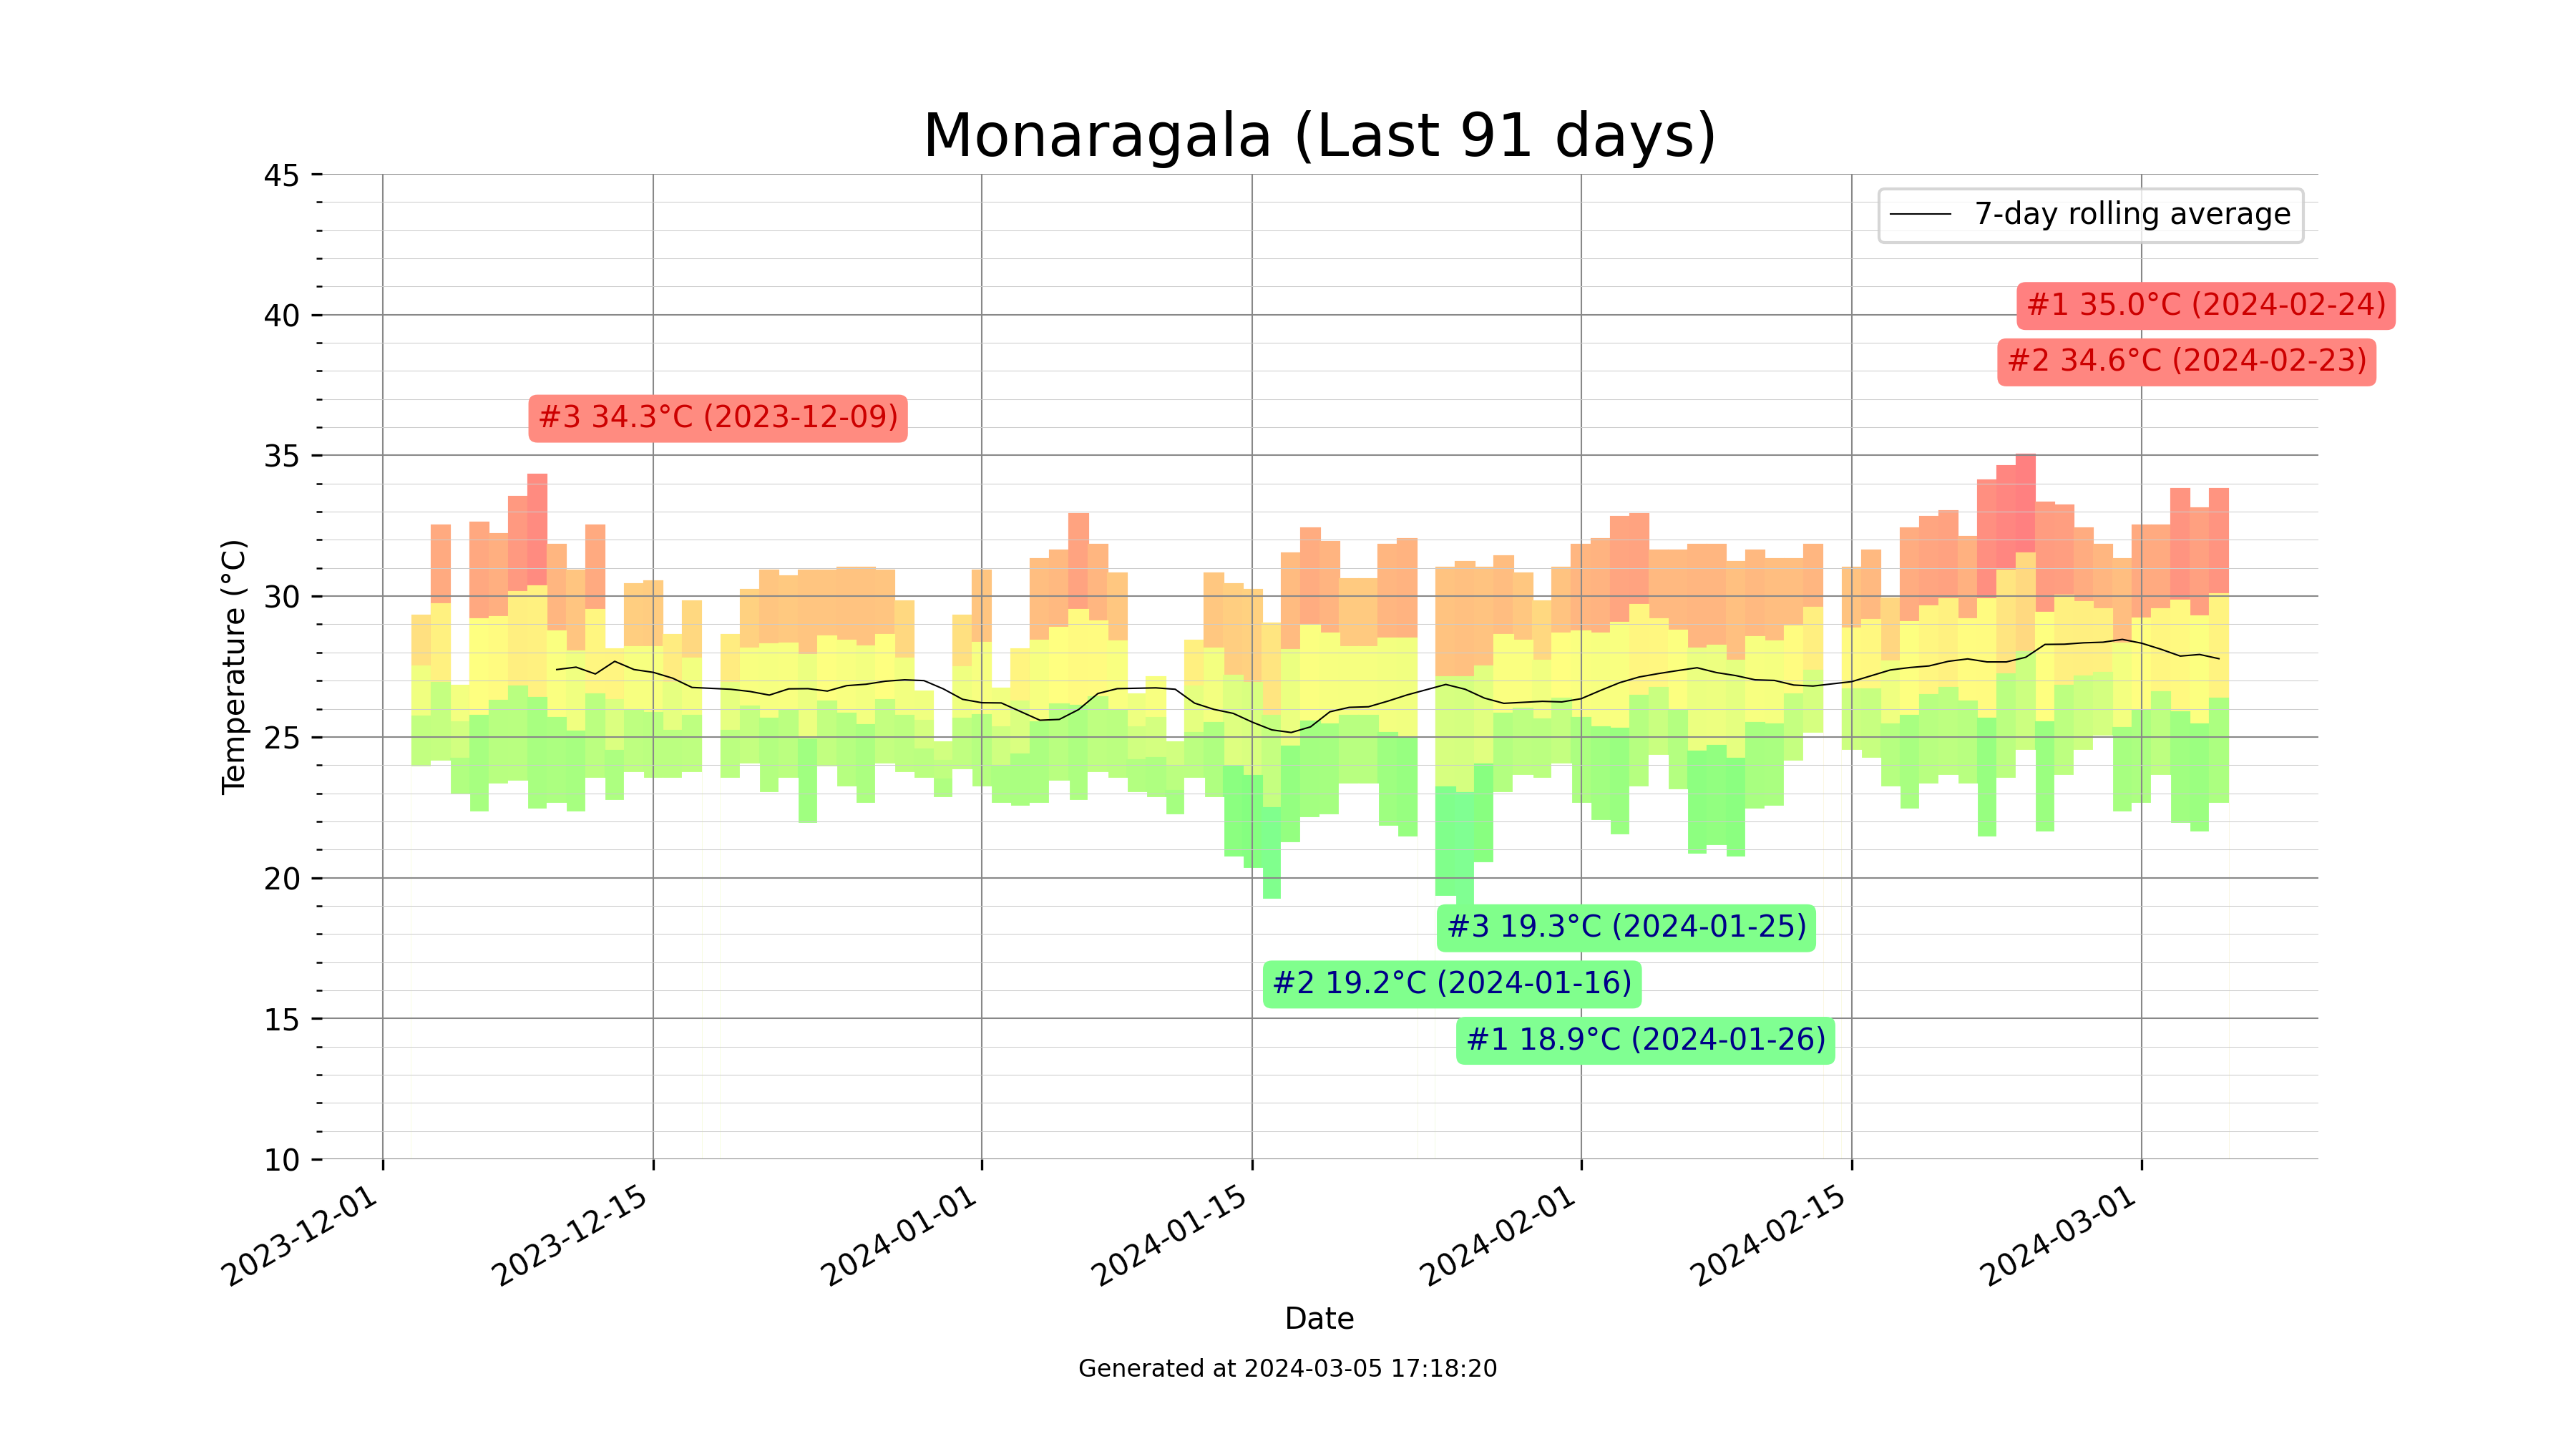 Monaragala (Last 91 days)
45
40
35
30
25
20
15
10
Temperature (°C)
7-day rolling average
#1 35.0°C (2024-02-24)
#2 34.6°C (2024-02-23)
#3 34.3°C (2023-12-09)
#3 19.3°C (2024-01-25)
#2 19.2°C (2024-01-16)
#1 18.9°C (2024-01-26)
2023-12-01
2023-12-15
2024-01-01
2024-01-15
2024-02-01
2024-02-15
2024-03-01
Date
Generated at 2024-03-05 17:18:20